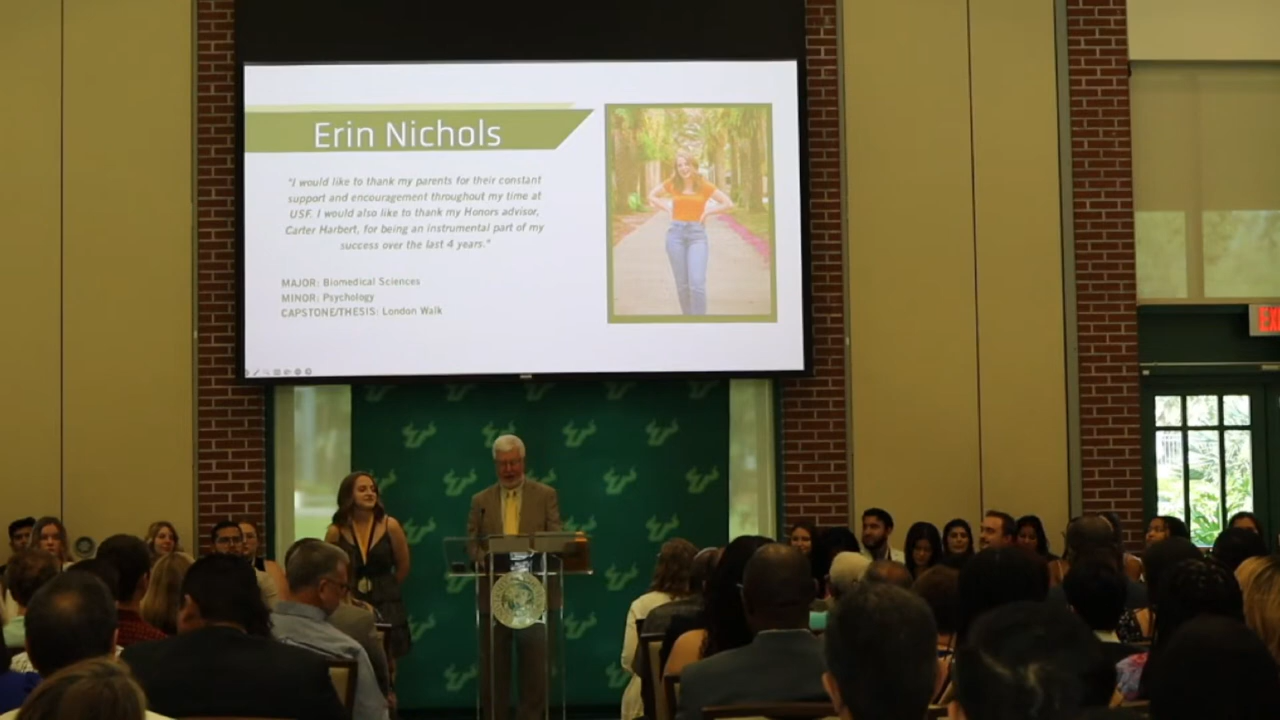 Erin Nichols
"I would like to thank my parents for their constant
support and encouragement throughout my time at
USF. I would also like to thank my Honors advisor,
Carter Harbert, for being an instrumental part of my
success over the last 4 years."
MAJOR: Biomedical Sciences
MINOR: Psychology
CAPSTONE/THESIS: London Walk